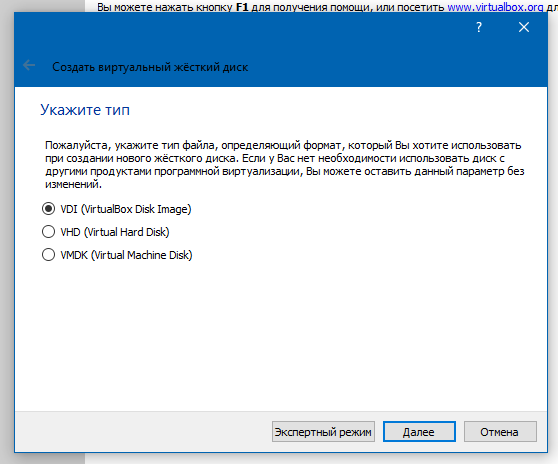 Вы можете нажать кнопку F1 для получения помощи, или посетить www.virtualbox.org дл
?
Создать виртуальный жёсткий диск
Укажите тип
Пожалуйста, укажите тип файла, определяющий формат, который Вы хотите использовать
при создании нового жёсткого диска. Если у Вас нет необходимости использовать диск с
другими продуктами программной виртуализации, Вы можете оставить данный параметр без
изменений.
VDI (VirtualBox Disk Image)
VHD (Virtual Hard Disk)
VMDK (Virtual Machine Disk)
Экспертный режим Далее Отмена